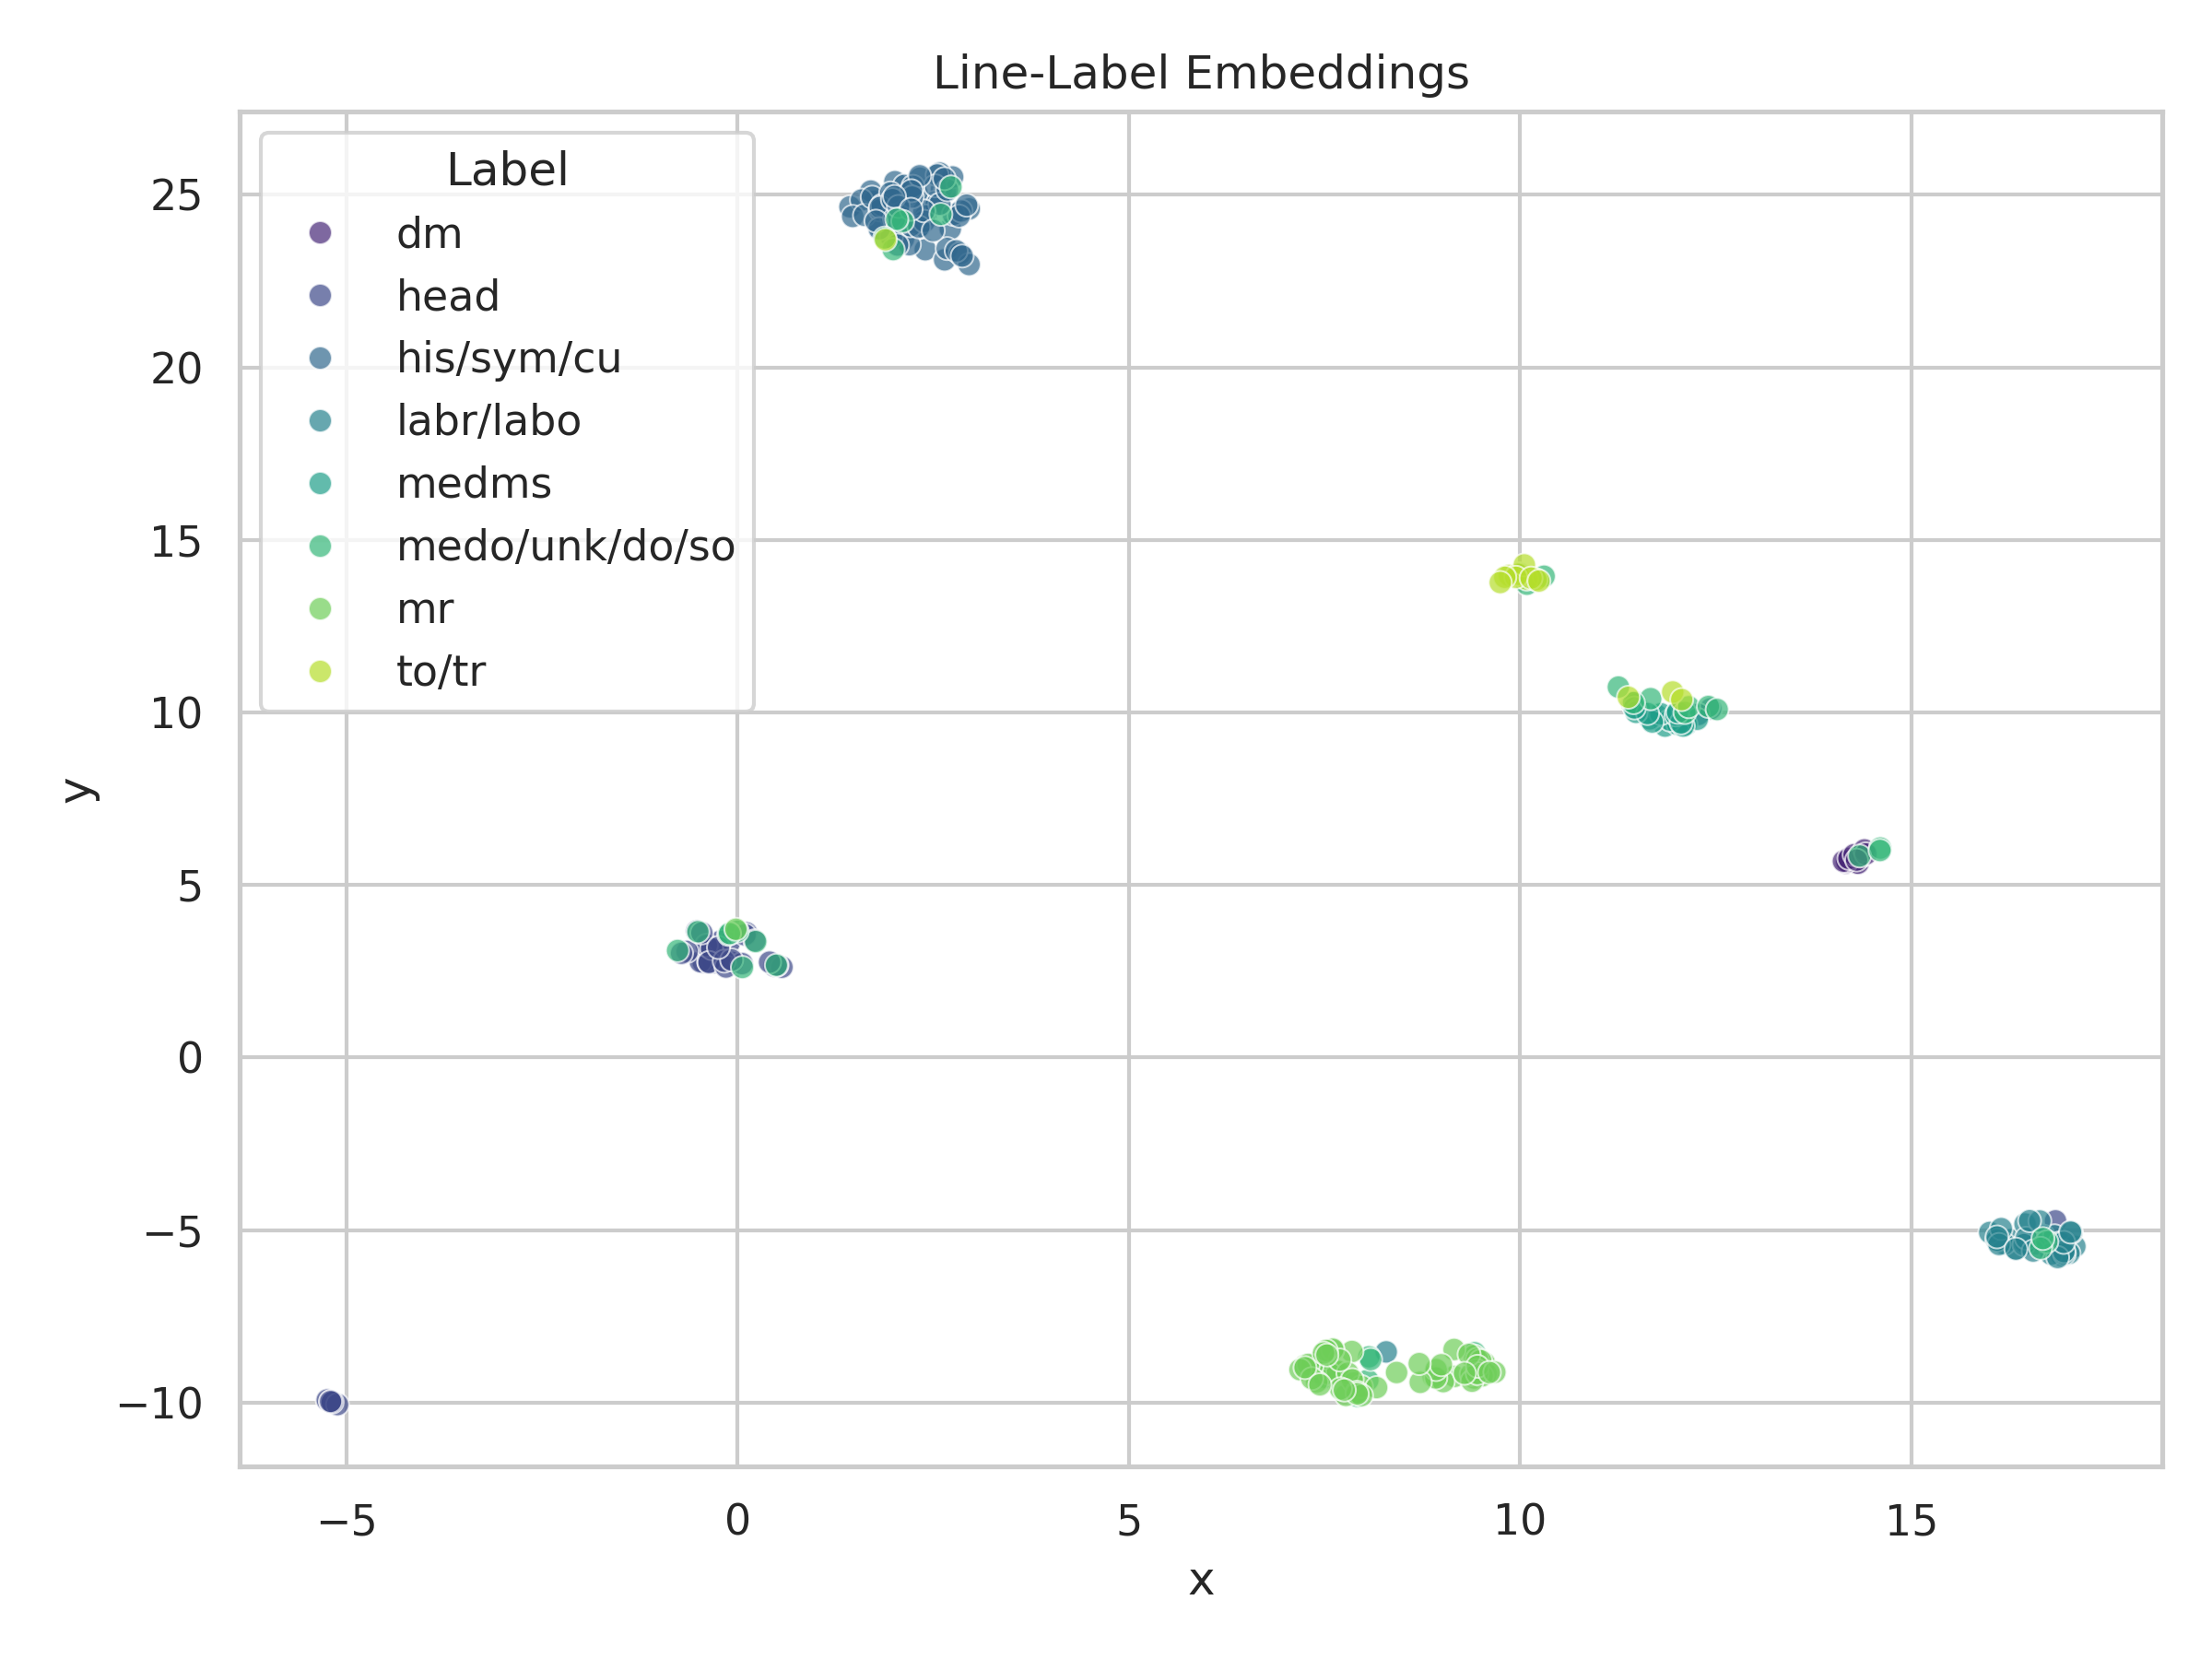 Line-Label Embeddings
Label
dm
head
his/sym/cu
labr/labo
medms
medo/unk/do/so
mr
to/tr
25
20
15
10
5
0
−5
−10
y
−5
0
5
10
15
x